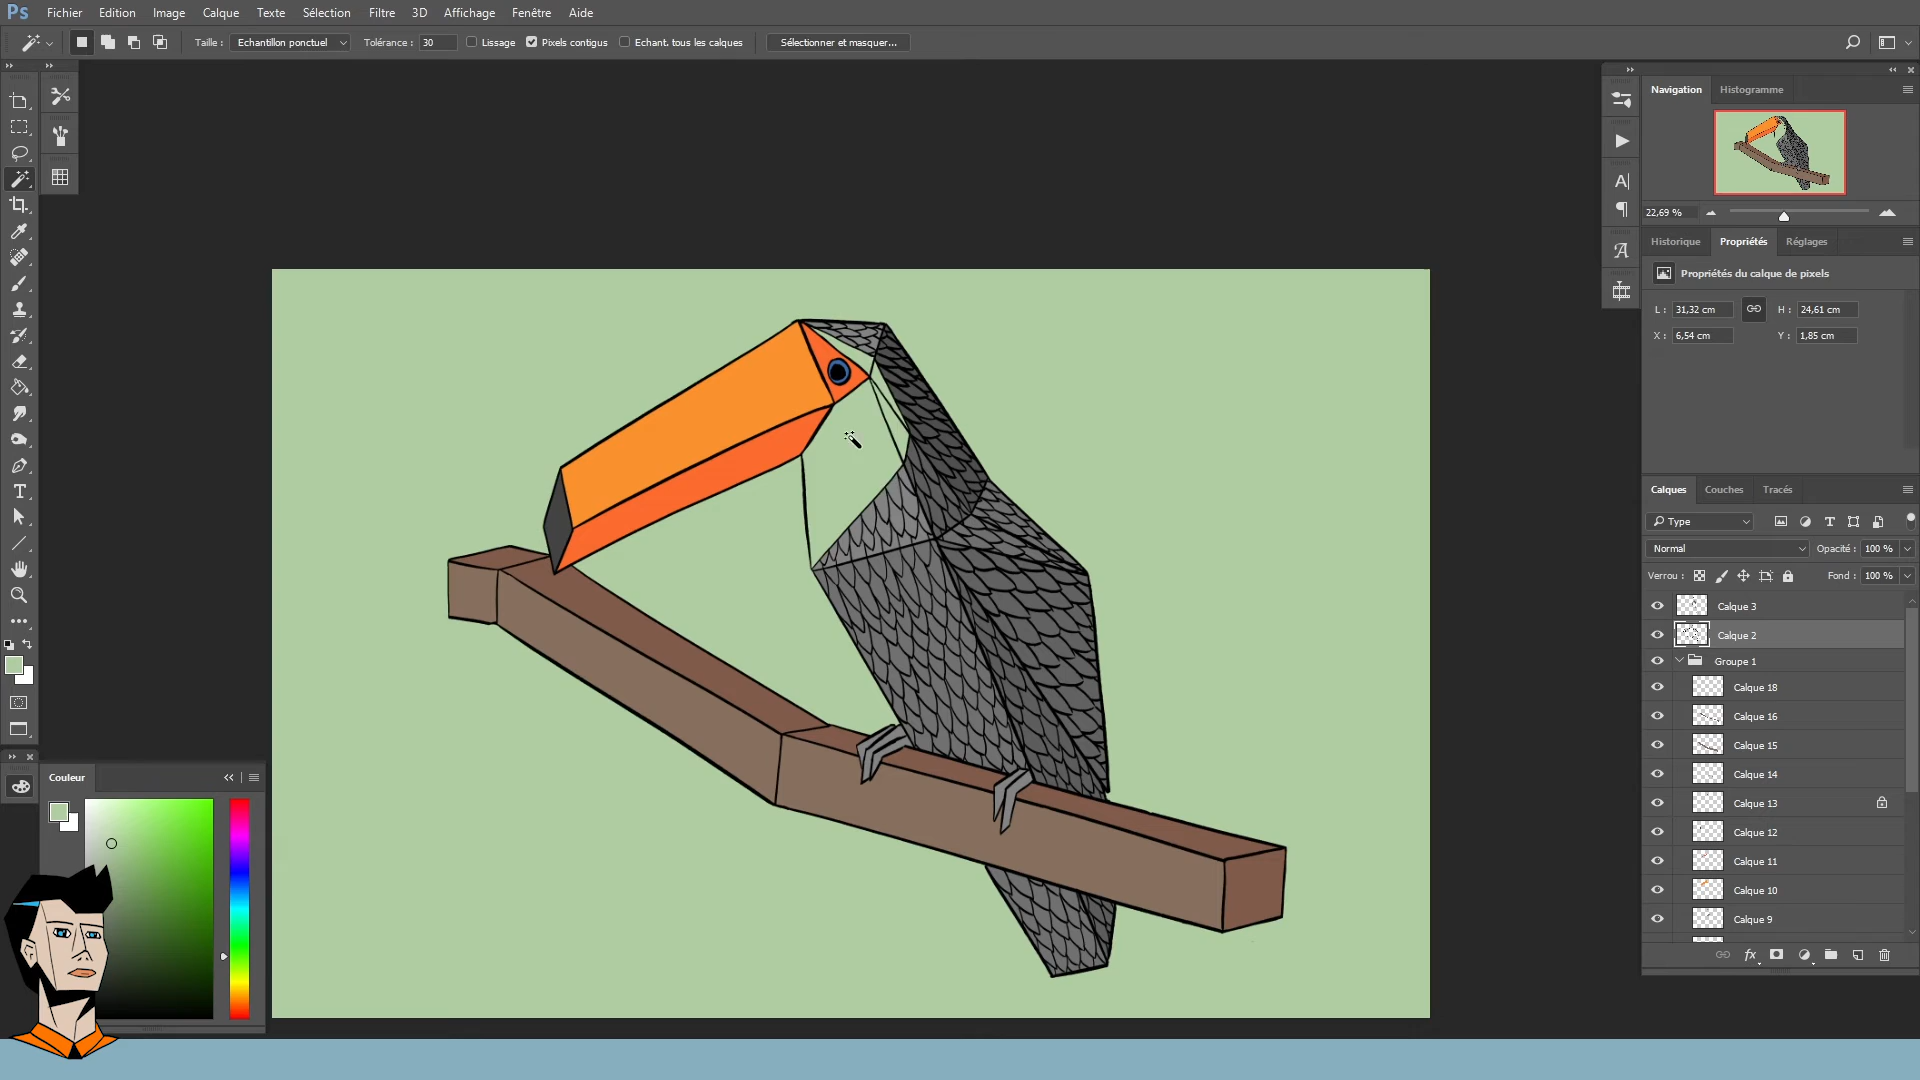 Ps Fichier Edition Image Calque Texte Sélection Filtre 3D Affichage Fenêtre Aide
Taille : Echantillon ponctuel Tolérance : 30 Lissage Pixels contigus Echant. tous les calques Sélectionner et masquer...
Navigation Histogramme
22,69 %
Historique Propriétés Réglages
Propriétés du calque de pixels
L : 31,32 cm H : 24,61 cm
X : 6,54 cm Y : 1,85 cm
Calques Couches Tracés
Type
Normal Opacité : 100 %
Verrou : Fond : 100 %
Calque 3
Calque 2
Groupe 1
Calque 18
Calque 16
Calque 15
Calque 14
Calque 13
Calque 12
Calque 11
Calque 10
Calque 9
fx
Couleur